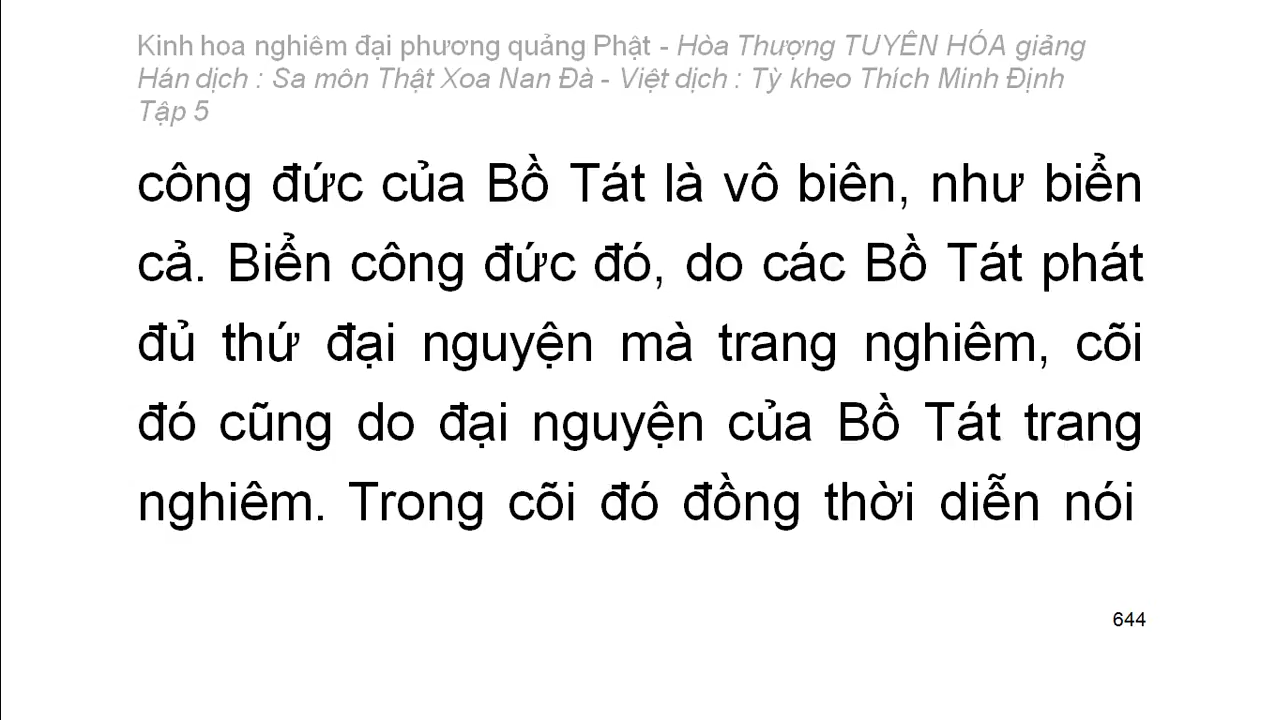 Kinh hoa nghiêm đại phương quảng Phật - Hòa Thượng TUYÊN HÓA giảng
Hán dịch : Sa môn Thật Xoa Nan Đà - Việt dịch : Tỳ kheo Thích Minh Định
Tập 5
công đức của Bồ Tát là vô biên, như biển
cả. Biển công đức đó, do các Bồ Tát phát
đủ thứ đại nguyện mà trang nghiêm, cõi
đó cũng do đại nguyện của Bồ Tát trang
nghiêm. Trong cõi đó đồng thời diễn nói
644